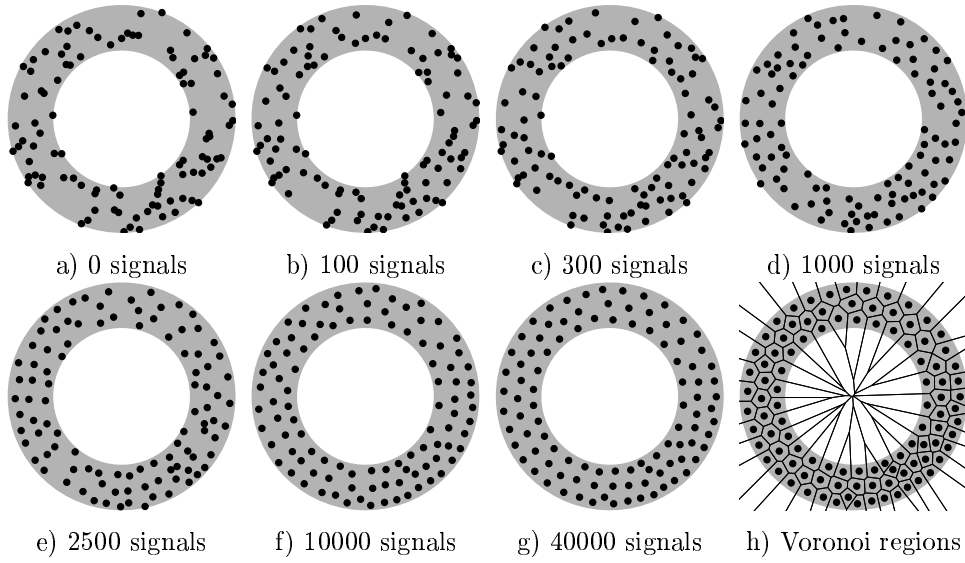 a) 0 signals
b) 100 signals
c) 300 signals
d) 1000 signals
e) 2500 signals
f) 10000 signals
g) 40000 signals
h) Voronoi regions